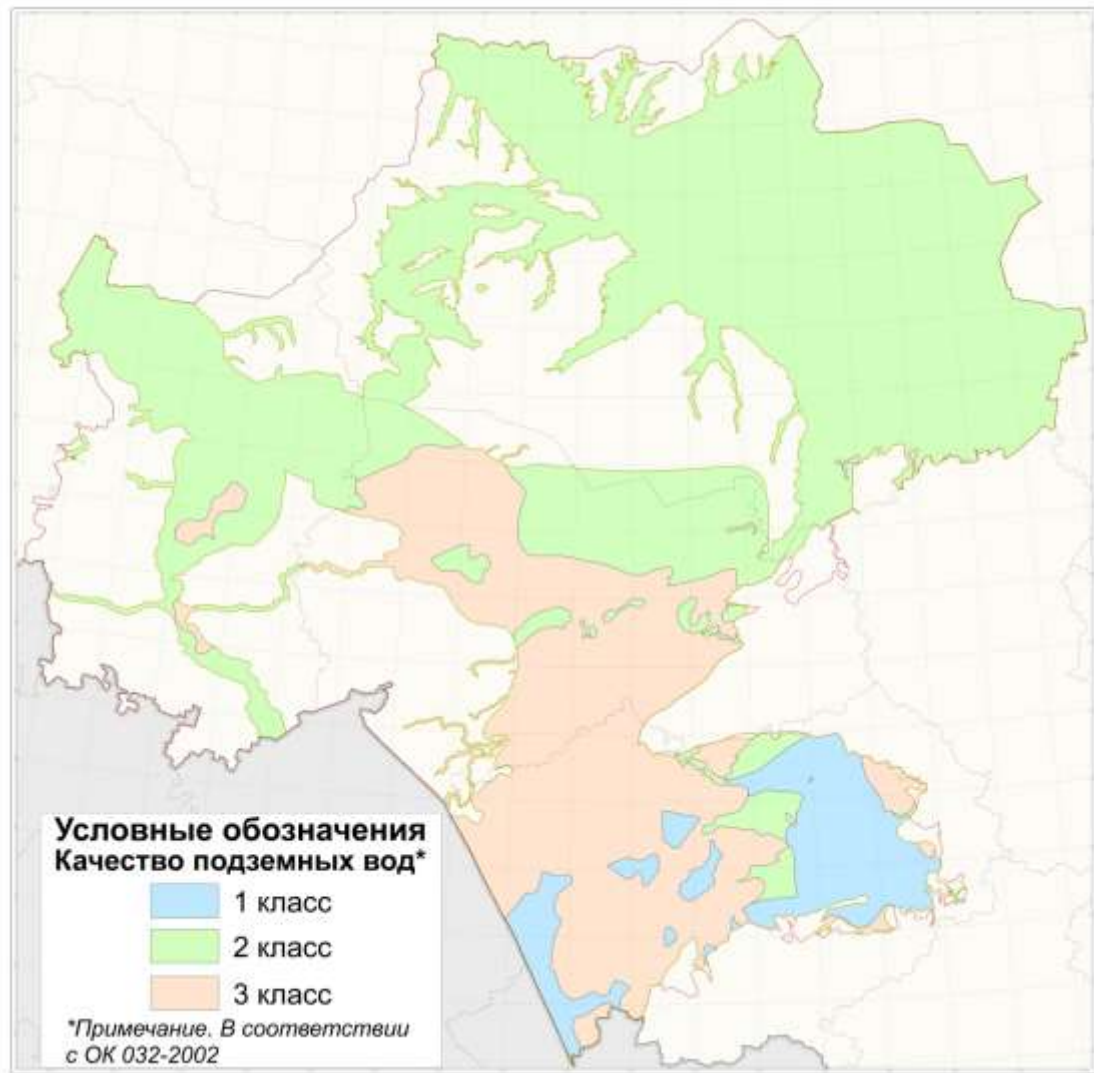 Условные обозначения
Качество подземных вод*
1 класс
2 класс
3 класс
*Примечание. В соответствии
с ОК 032-2002